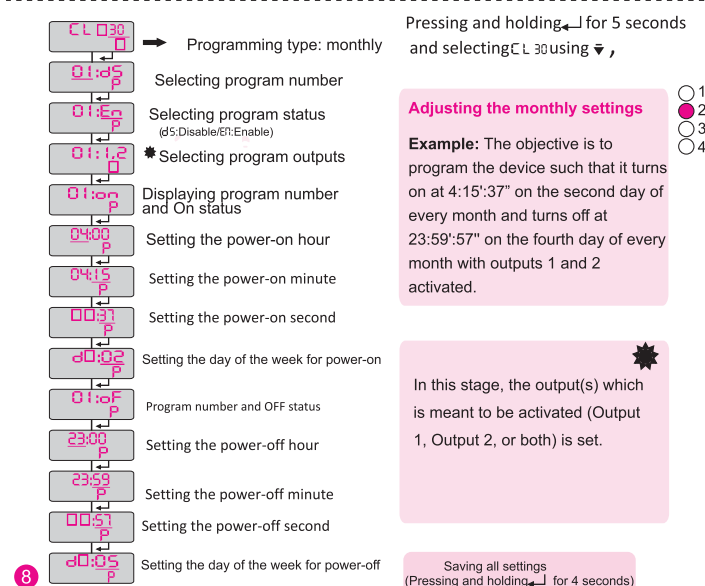 CL 30
Programming type: monthly
01:dS
P
Selecting program number
01:En
P
Selecting program status
(dS:Disable/En:Enable)
01:1,2
Selecting program outputs
01:on
P
Displaying program number
and On status
04:00
P
Setting the power-on hour
04:15
P
Setting the power-on minute
00:37
P
Setting the power-on second
d0:02
P
Setting the day of the week for power-on
01:oF
P
Program number and OFF status
23:00
P
Setting the power-off hour
23:59
P
Setting the power-off minute
00:57
P
Setting the power-off second
d0:05
P
Setting the day of the week for power-off
8
Pressing and holding for 5 seconds
and selecting CL 30 using ,
Adjusting the monthly settings
Example: The objective is to
program the device such that it turns
on at 4:15':37” on the second day of
every month and turns off at
23:59':57" on the fourth day of every
month with outputs 1 and 2
activated.
1
2
3
4
In this stage, the output(s) which
is meant to be activated (Output
1, Output 2, or both) is set.
Saving all settings
(Pressing and holding for 4 seconds)